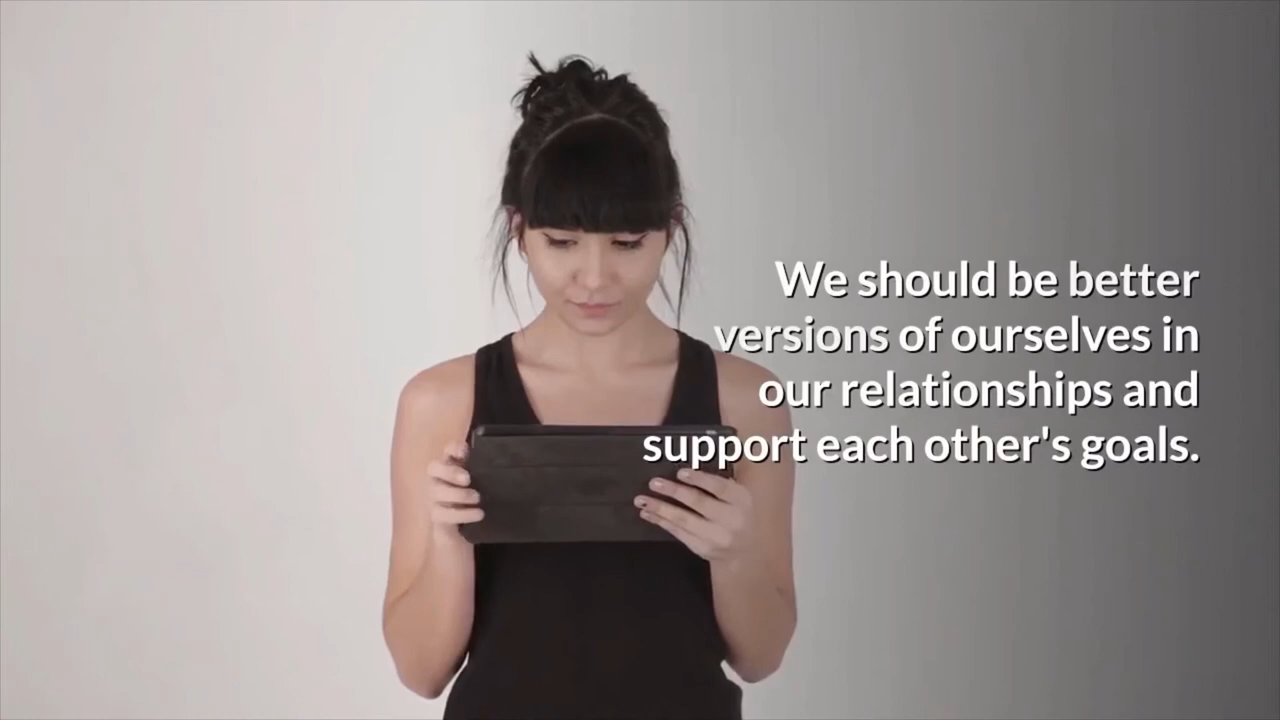 We should be better
versions of ourselves in
our relationships and
support each other's goals.